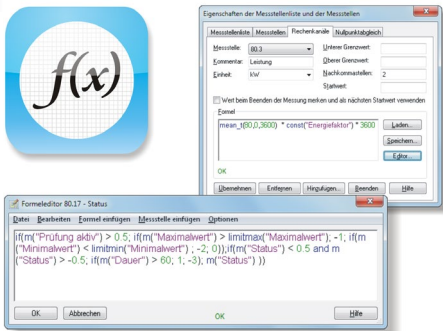 f(x)
Eigenschaften der Messstellenliste und der Messstellen
Messstellenliste Messstellen Rechenkanäle Nullpunktabgleich
Messstelle: 80.3 Unterer Grenzwert:
Kommentar: Leistung Oberer Grenzwert:
Einheit: kW Nachkommastellen: 2
Startwert:
Wert beim Beenden der Messung merken und als nächsten Startwert verwenden
Formel
mean_t(80,0,3600) * const("Energiefaktor") * 3600
Laden...
Speichern...
Editor...
OK
Übernehmen Entfernen Hinzufügen... Beenden Hilfe
Formeleditor 80.17 - Status
Datei Bearbeiten Formel einfügen Messstelle einfügen Optionen
if(m("Prüfung aktiv") > 0.5; if(m("Maximalwert") > limitmax("Maximalwert"); -1; if(m
("Minimalwert") < limitmin("Minimalwert") ; -2; 0));if(m("Status") < 0.5 and m
("Status") > -0.5; if(m("Dauer") > 60; 1; -3); m("Status") ))
OK Abbrechen OK Hilfe